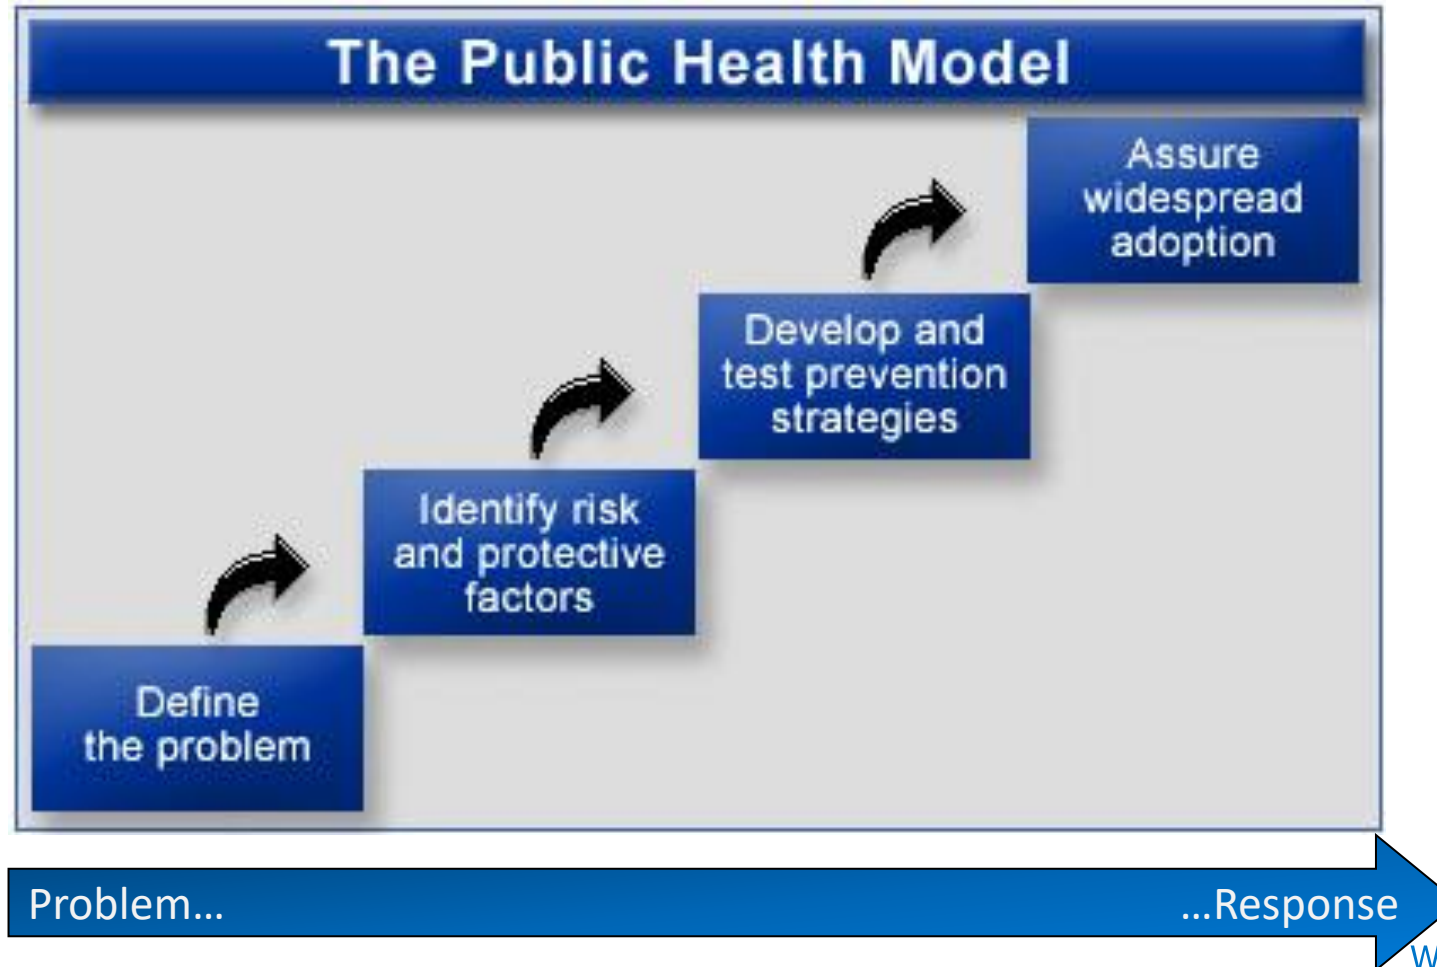 The Public Health Model
Assure
widespread
adoption
Develop and
test prevention
strategies
Identify risk
and protective
factors
Define
the problem
Problem...
...Response
W